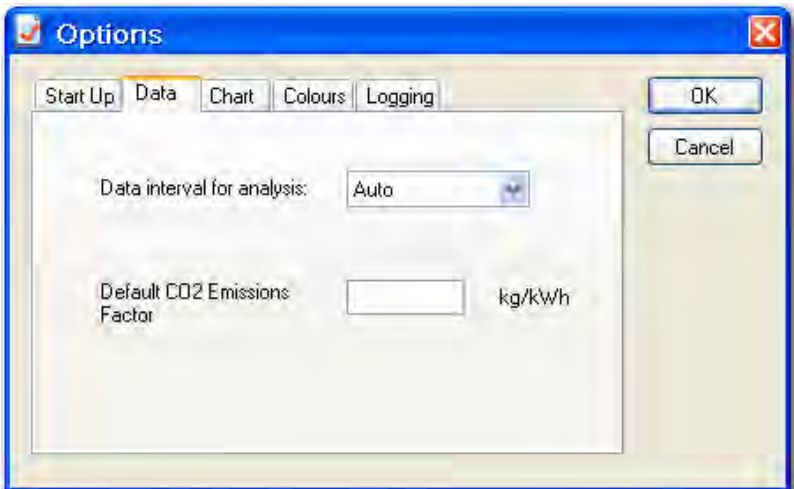 Options
Start Up Data Chart Colours Logging
OK
Cancel
Data interval for analysis: Auto
Default CO2 Emissions
Factor
kg/kWh